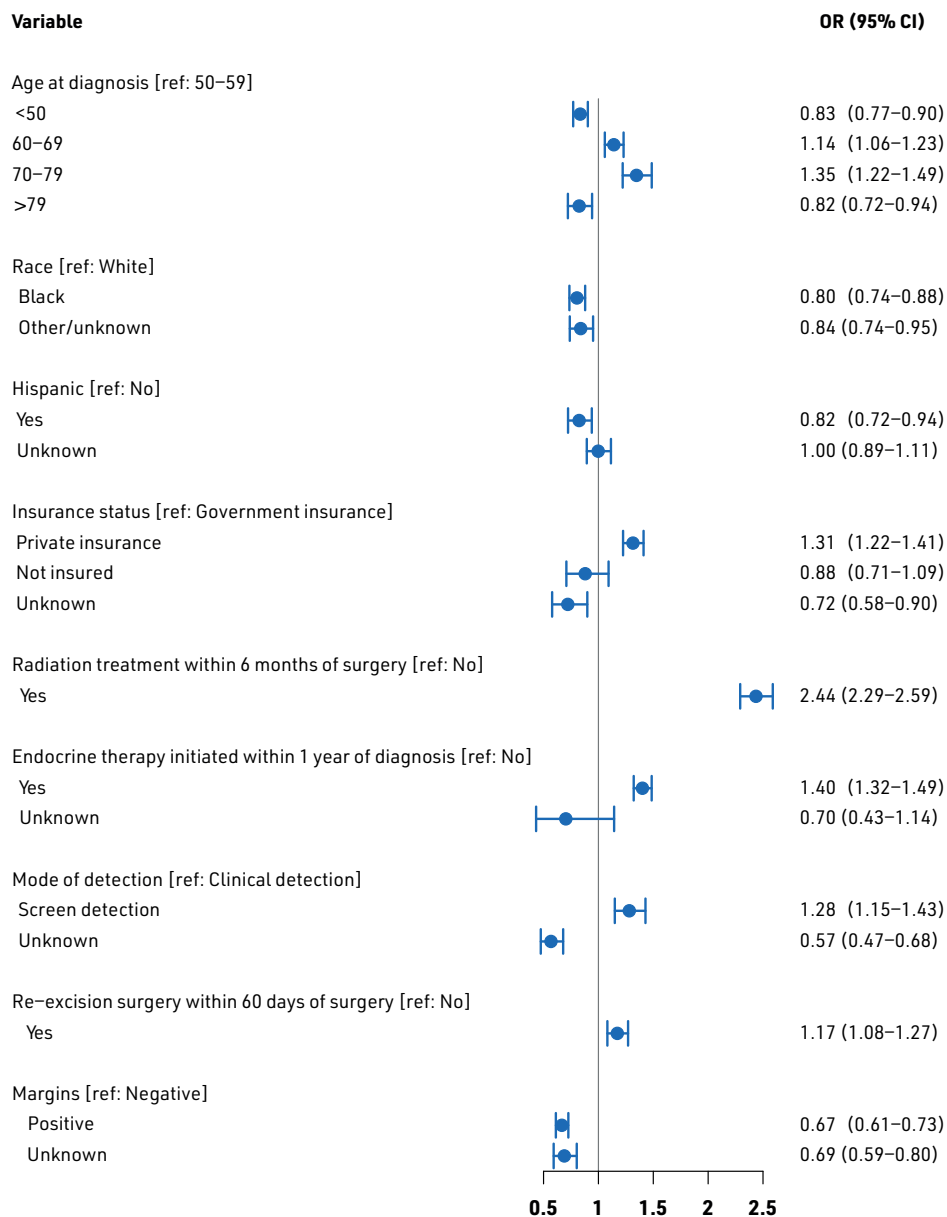 Variable OR (95% CI)
Age at diagnosis [ref: 50–59]
<50 0.83 (0.77–0.90)
60–69 1.14 (1.06–1.23)
70–79 1.35 (1.22–1.49)
>79 0.82 (0.72–0.94)
Race [ref: White]
Black 0.80 (0.74–0.88)
Other/unknown 0.84 (0.74–0.95)
Hispanic [ref: No]
Yes 0.82 (0.72–0.94)
Unknown 1.00 (0.89–1.11)
Insurance status [ref: Government insurance]
Private insurance 1.31 (1.22–1.41)
Not insured 0.88 (0.71–1.09)
Unknown 0.72 (0.58–0.90)
Radiation treatment within 6 months of surgery [ref: No]
Yes 2.44 (2.29–2.59)
Endocrine therapy initiated within 1 year of diagnosis [ref: No]
Yes 1.40 (1.32–1.49)
Unknown 0.70 (0.43–1.14)
Mode of detection [ref: Clinical detection]
Screen detection 1.28 (1.15–1.43)
Unknown 0.57 (0.47–0.68)
Re–excision surgery within 60 days of surgery [ref: No]
Yes 1.17 (1.08–1.27)
Margins [ref: Negative]
Positive 0.67 (0.61–0.73)
Unknown 0.69 (0.59–0.80)
0.5 1 1.5 2 2.5